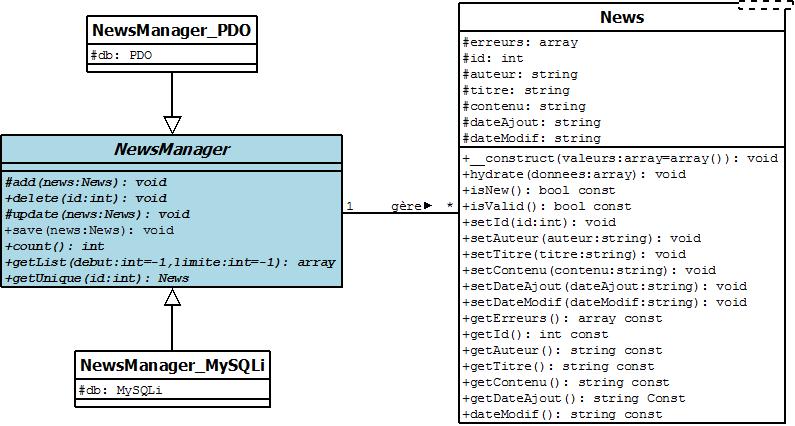 NewsManager_PDO
#db: PDO
NewsManager
#add(news:News): void
+delete(id:int): void
#update(news:News): void
+save(news:News): void
+count(): int
+getList(debut:int=-1,limite:int=-1): array
+getUnique(id:int): News
NewsManager_MySQLi
#db: MySQLi
1 gère *
News
#erreurs: array
#id: int
#auteur: string
#titre: string
#contenu: string
#dateAjout: string
#dateModif: string
+__construct(valeurs:array=array()): void
+hydrate(donnees:array): void
+isNew(): bool const
+isValid(): bool const
+setId(id:int): void
+setAuteur(auteur:string): void
+setTitre(titre:string): void
+setContenu(contenu:string): void
+setDateAjout(dateAjout:string): void
+setDateModif(dateModif:string): void
+getErreurs(): array const
+getId(): int const
+getAuteur(): string const
+getTitre(): string const
+getContenu(): string const
+getDateAjout(): string Const
+dateModif(): string const